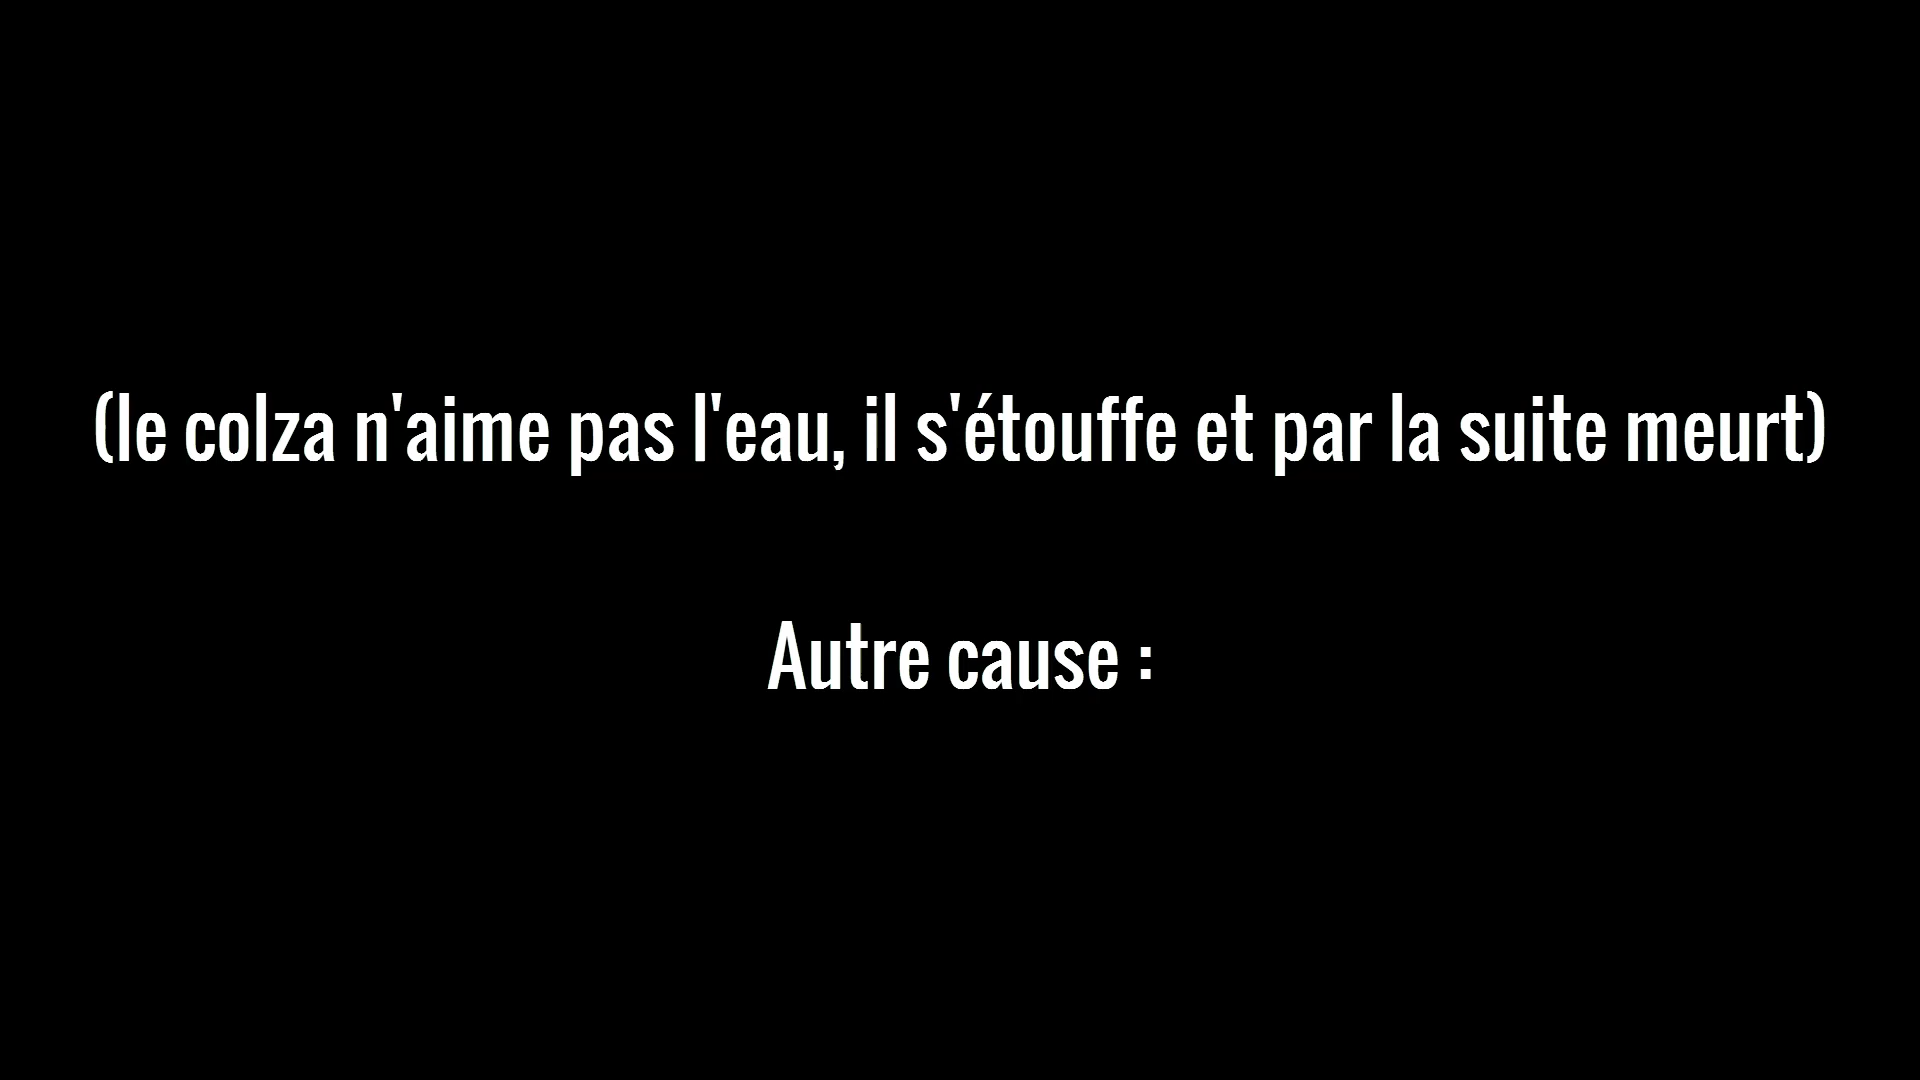 (le colza n'aime pas l'eau, il s'étouffe et par la suite meurt)
Autre cause :